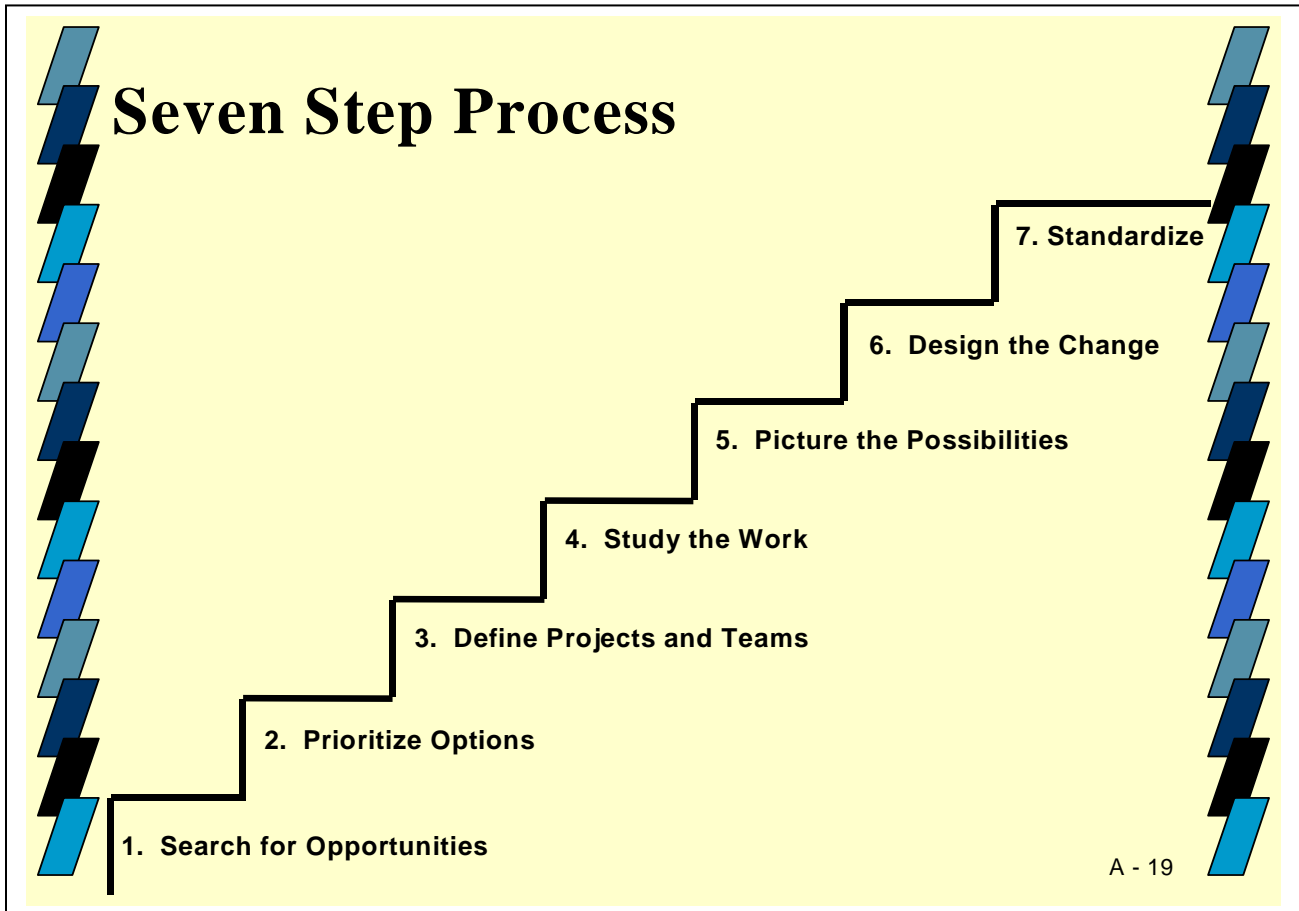 Seven Step Process
7. Standardize
6. Design the Change
5. Picture the Possibilities
4. Study the Work
3. Define Projects and Teams
2. Prioritize Options
1. Search for Opportunities
A - 19